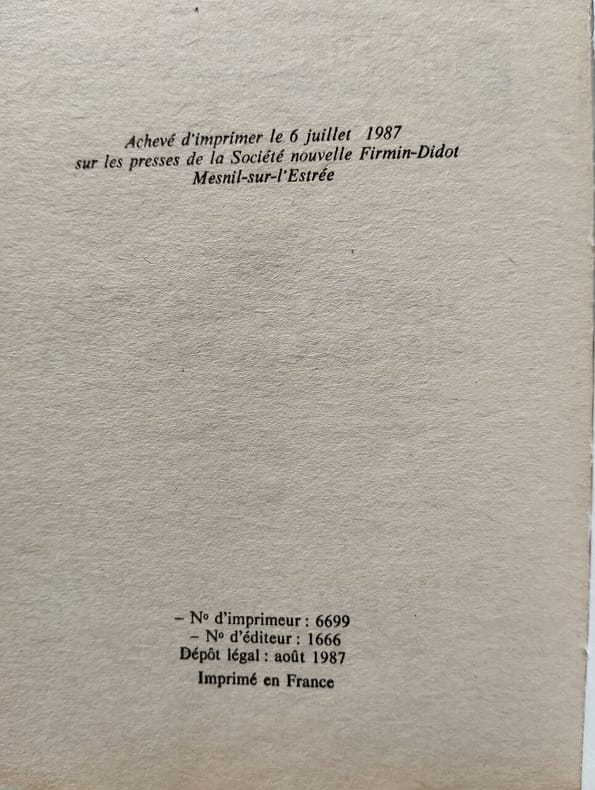 Achevé d'imprimer le 6 juillet 1987
sur les presses de la Société nouvelle Firmin-Didot
Mesnil-sur-l'Estrée
– Nº d'imprimeur : 6699
– Nº d'éditeur : 1666
Dépôt légal : août 1987
Imprimé en France